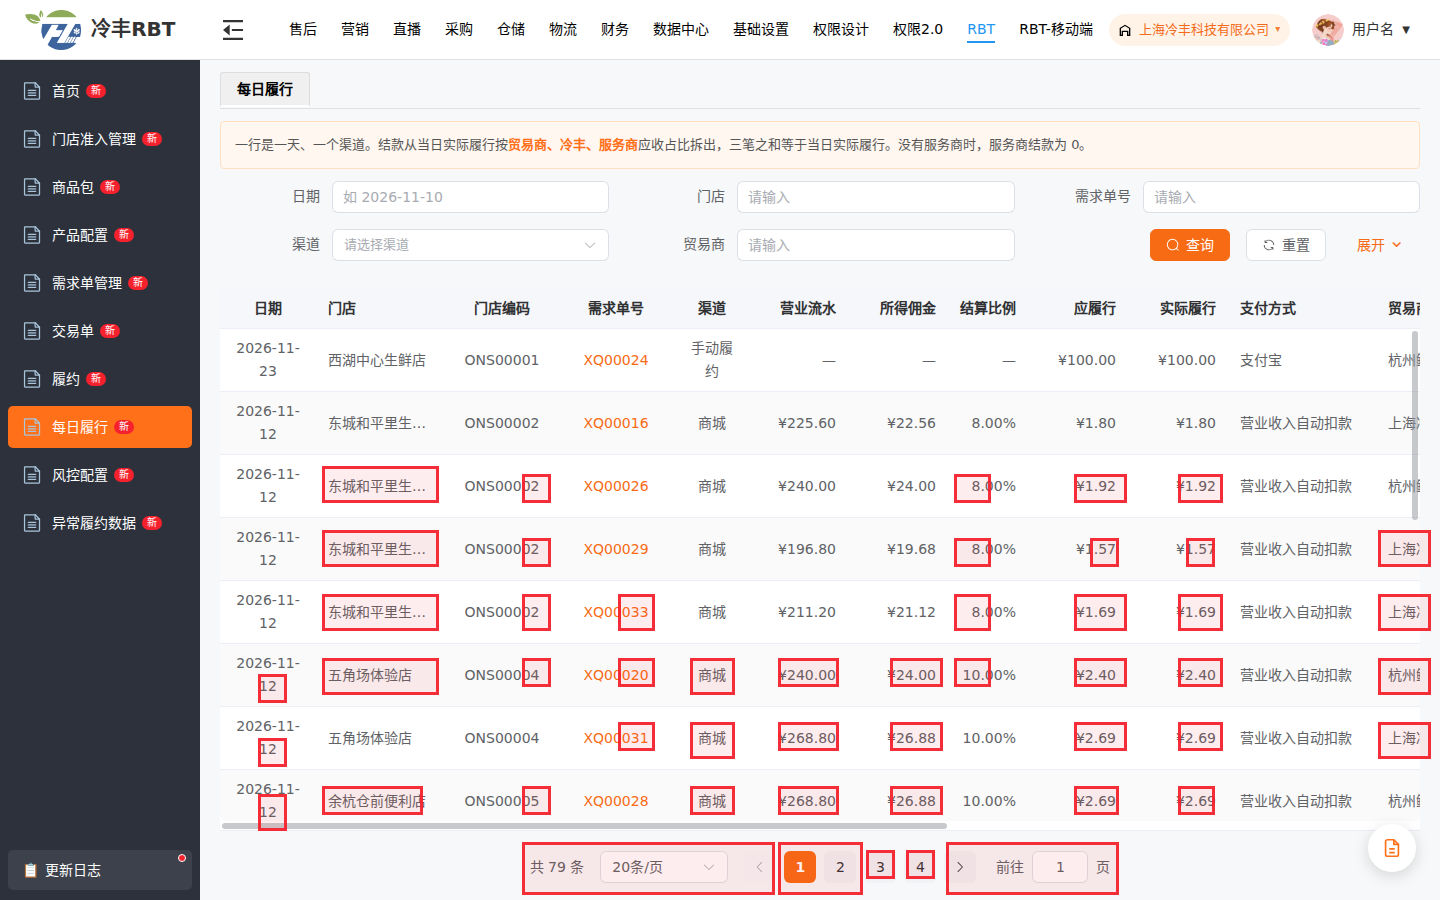 冷丰RBT
售后 营销 直播 采购 仓储 物流 财务 数据中心 基础设置 权限设计 权限2.0 RBT RBT-移动端 上海冷丰科技有限公司 用户名
首页 新
门店准入管理 新
商品包 新
产品配置 新
需求单管理 新
交易单 新
履约 新
每日履行 新
风控配置 新
异常履约数据 新
更新日志
每日履行
一行是一天、一个渠道。结款从当日实际履行按贸易商、冷丰、服务商应收占比拆出，三笔之和等于当日实际履行。没有服务商时，服务商结款为 0。
日期 如 2026-11-10 门店 请输入 需求单号 请输入
渠道 请选择渠道 贸易商 请输入 查询 重置 展开
日期 门店 门店编码 需求单号 渠道 营业流水 所得佣金 结算比例 应履行 实际履行 支付方式 贸易
2026-11-23 西湖中心生鲜店 ONS00001 XQ00024 手动履约 — — — ¥100.00 ¥100.00 支付宝 杭州
2026-11-12 东城和平里生... ONS00002 XQ00016 商城 ¥225.60 ¥22.56 8.00% ¥1.80 ¥1.80 营业收入自动扣款 上海
2026-11-12 东城和平里生... ONS00002 XQ00026 商城 ¥240.00 ¥24.00 8.00% ¥1.92 ¥1.92 营业收入自动扣款 杭州
2026-11-12 东城和平里生... ONS00002 XQ00029 商城 ¥196.80 ¥19.68 8.00% ¥1.57 ¥1.57 营业收入自动扣款 上海
2026-11-12 东城和平里生... ONS00002 XQ00033 商城 ¥211.20 ¥21.12 8.00% ¥1.69 ¥1.69 营业收入自动扣款 上海
2026-11-12 五角场体验店 ONS00004 XQ00020 商城 ¥240.00 ¥24.00 10.00% ¥2.40 ¥2.40 营业收入自动扣款 杭州
2026-11-12 五角场体验店 ONS00004 XQ00031 商城 ¥268.80 ¥26.88 10.00% ¥2.69 ¥2.69 营业收入自动扣款 上海
2026-11-12 余杭仓前便利店 ONS00005 XQ00028 商城 ¥268.80 ¥26.88 10.00% ¥2.69 ¥2.69 营业收入自动扣款 杭州
共 79 条 20条/页 1 2 3 4 前往 1 页